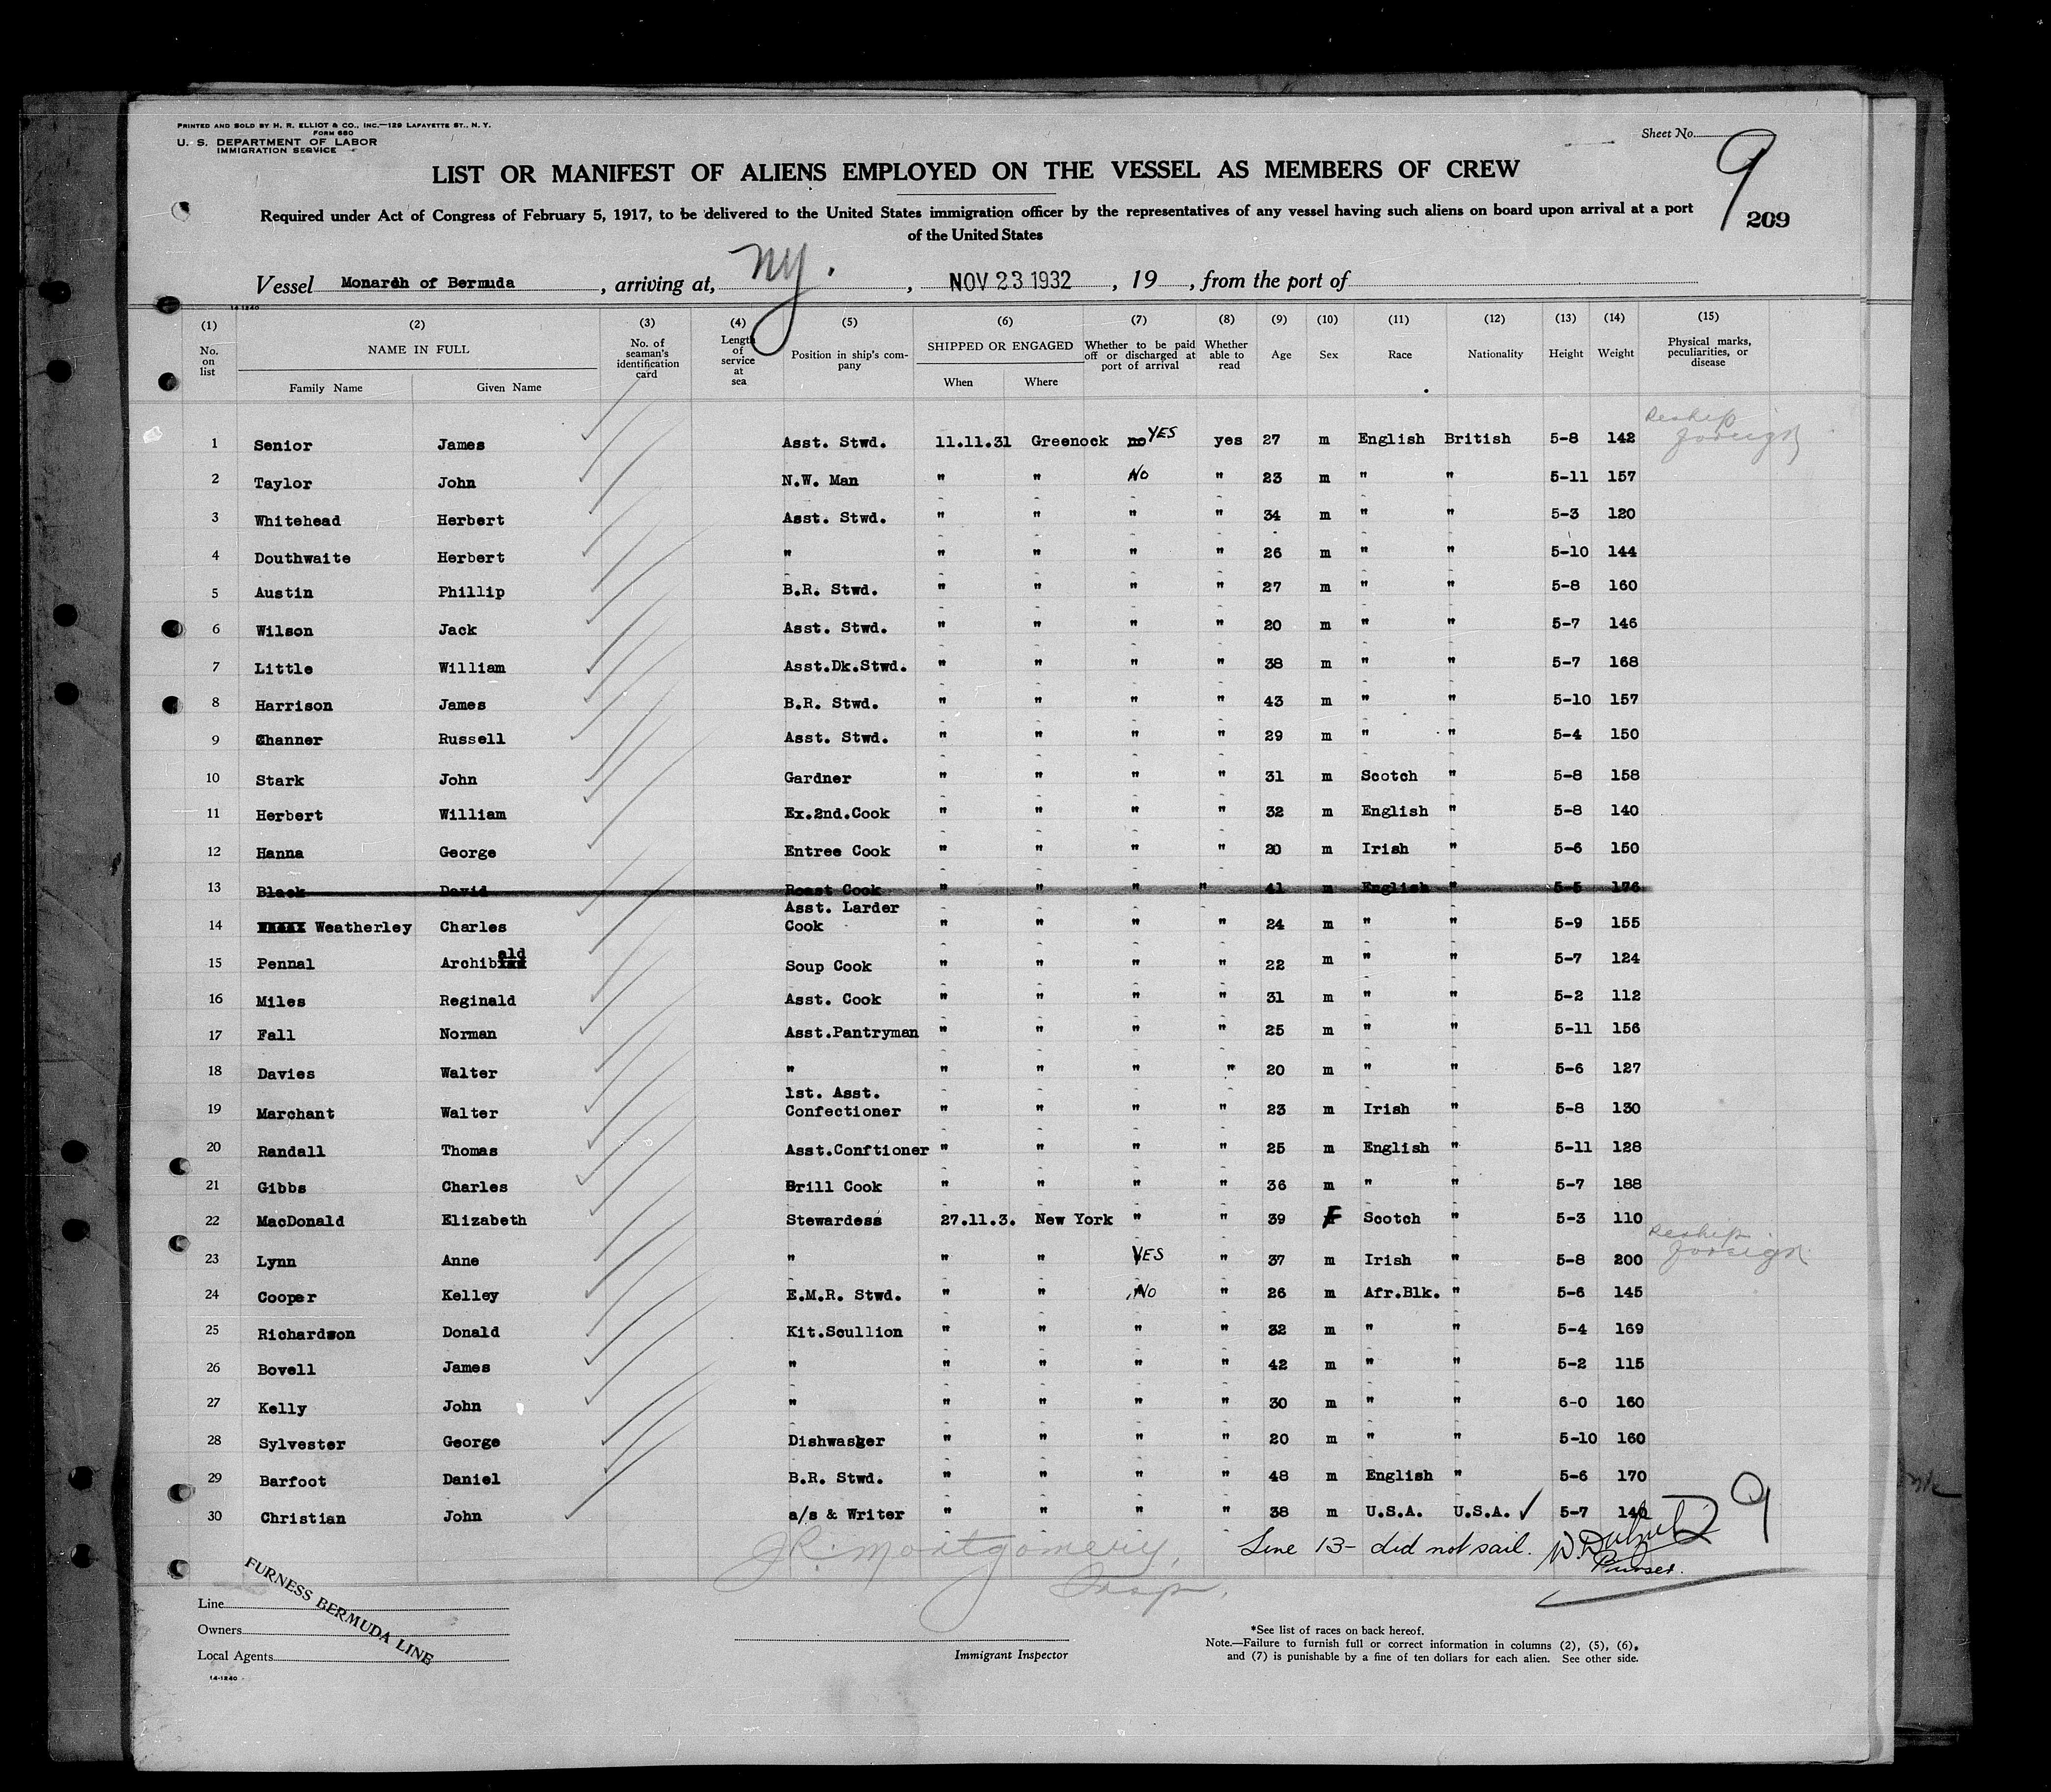 PRINTED AND SOLD BY H. R. ELLIOT & CO., INC.—129 LAFAYETTE ST., N. Y.
FORM 680
U. S. DEPARTMENT OF LABOR
IMMIGRATION SERVICE
Sheet No. 9
LIST OR MANIFEST OF ALIENS EMPLOYED ON THE VESSEL AS MEMBERS OF CREW
Required under Act of Congress of February 5, 1917, to be delivered to the United States immigration officer by the representatives of any vessel having such aliens on board upon arrival at a port
of the United States
209
Vessel Monarch of Bermuda, arriving at, NY. , NOV 23 1932, 19 , from the port of
14-1240
(1) (2) (3) (4) (5) (6) (7) (8) (9) (10) (11) (12) (13) (14) (15)
No. on list NAME IN FULL Family Name Given Name No. of seaman's identification card Length of service at sea Position in ship's company SHIPPED OR ENGAGED When Where Whether to be paid off or discharged at port of arrival Whether able to read Age Sex Race Nationality Height Weight Physical marks, peculiarities, or disease
1 Senior James Asst. Stwd. 11.11.31 Greenock no YES yes 27 m English British 5-8 142 Reship foreign
2 Taylor John N.W. Man " " No " 23 m " " 5-11 157
3 Whitehead Herbert Asst. Stwd. " " " " 34 m " " 5-3 120
4 Douthwaite Herbert " " " " " 26 m " " 5-10 144
5 Austin Phillip B.R. Stwd. " " " " 27 m " " 5-8 160
6 Wilson Jack Asst. Stwd. " " " " 20 m " " 5-7 146
7 Little William Asst.Dk.Stwd. " " " " 38 m " " 5-7 168
8 Harrison James B.R. Stwd. " " " " 43 m " " 5-10 157
9 Channer Russell Asst. Stwd. " " " " 29 m " " 5-4 150
10 Stark John Gardner " " " " 31 m Scotch " 5-8 158
11 Herbert William Ex.2nd.Cook " " " " 32 m English " 5-8 140
12 Hanna George Entree Cook " " " " 20 m Irish " 5-6 150
13 Black David Roast Cook " " " " 41 m English " 5-5 176
14 Weatherley Charles Asst. Larder Cook " " " " 24 m " " 5-9 155
15 Pennal Archibald Soup Cook " " " " 22 m " " 5-7 124
16 Miles Reginald Asst. Cook " " " " 31 m " " 5-2 112
17 Fall Norman Asst.Pantryman " " " " 25 m " " 5-11 156
18 Davies Walter " " " " " 20 m " " 5-6 127
19 Marchant Walter 1st. Asst. Confectioner " " " " 23 m Irish " 5-8 130
20 Randall Thomas Asst.Conftioner " " " " 25 m English " 5-11 128
21 Gibbs Charles Brill Cook " " " " 36 m " " 5-7 188
22 MacDonald Elizabeth Stewardess 27.11.3. New York " " 39 F Scotch " 5-3 110
23 Lynn Anne " " " YES " 37 m Irish " 5-8 200 Reship foreign
24 Cooper Kelley E.M.R. Stwd. " " No " 26 m Afr.Blk. " 5-6 145
25 Richardson Donald Kit.Scullion " " " " 32 m " " 5-4 169
26 Bovell James " " " " " 42 m " " 5-2 115
27 Kelly John " " " " " 30 m " " 6-0 160
28 Sylvester George Dishwasker " " " " 20 m " " 5-10 160
29 Barfoot Daniel B.R. Stwd. " " " " 48 m English " 5-6 170
30 Christian John a/s & Writer " " " " 38 m U.S.A. U.S.A. ✓ 5-7 140
9
Line 13- did not sail.
Purser.
J.R. Montgomery,
Insp.
Line
Owners
Local Agents
FURNESS BERMUDA LINE
14-1240
Immigrant Inspector
*See list of races on back hereof.
Note.—Failure to furnish full or correct information in columns (2), (5), (6),
and (7) is punishable by a fine of ten dollars for each alien. See other side.